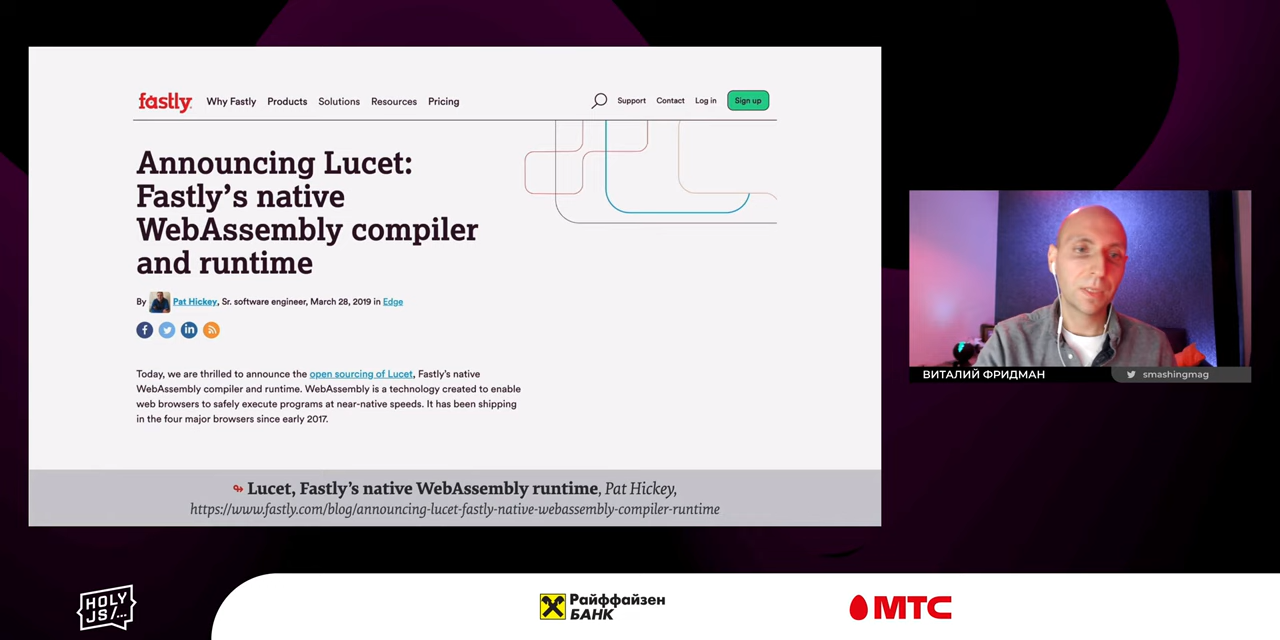 fastly
Why Fastly Products Solutions Resources Pricing
Support Contact Log in Sign up
Announcing Lucet:
Fastly’s native
WebAssembly compiler
and runtime
By Pat Hickey, Sr. software engineer, March 28, 2019 in Edge
Today, we are thrilled to announce the open sourcing of Lucet, Fastly’s native
WebAssembly compiler and runtime. WebAssembly is a technology created to enable
web browsers to safely execute programs at near-native speeds. It has been shipping
in the four major browsers since early 2017.
Lucet, Fastly’s native WebAssembly runtime, Pat Hickey,
https://www.fastly.com/blog/announcing-lucet-fastly-native-webassembly-compiler-runtime
ВИТАЛИЙ ФРИДМАН
smashingmag
HOLY
JS/...
Райффайзен
БАНК
МТС